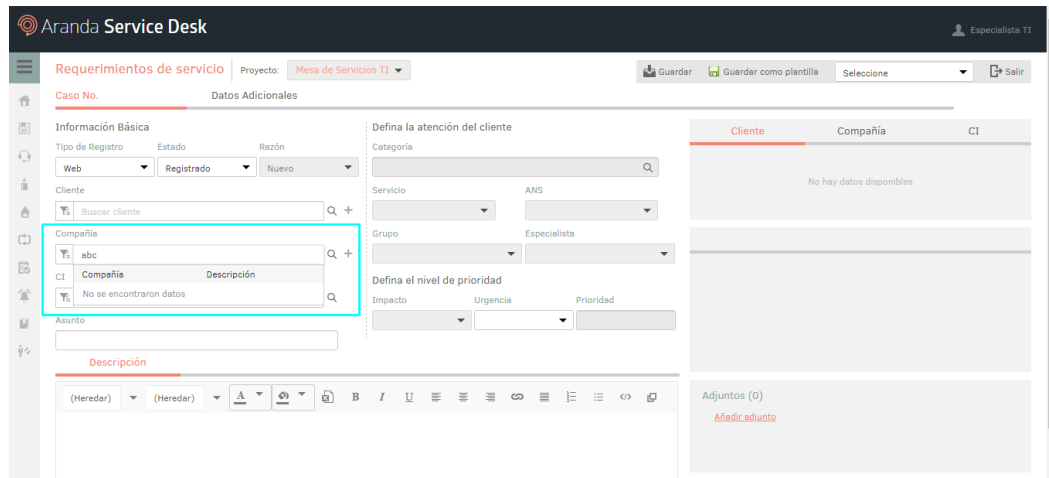 Aranda Service Desk
Especialista TI
Requerimientos de servicio
Proyecto: Mesa de Servicios TI
Guardar
Guardar como plantilla
Seleccione
Salir
Caso No.
Datos Adicionales
Información Básica
Tipo de Registro
Estado
Razón
Web
Registrado
Nuevo
Cliente
Buscar cliente
Compañía
abc
CI
Compañía
Descripción
No se encontraron datos
Asunto
Defina la atención del cliente
Categoría
Servicio
ANS
Grupo
Especialista
Defina el nivel de prioridad
Impacto
Urgencia
Prioridad
Cliente
Compañía
CI
No hay datos disponibles
Descripción
(Heredar)
(Heredar)
A
B
I
U
Adjuntos (0)
Añadir adjunto